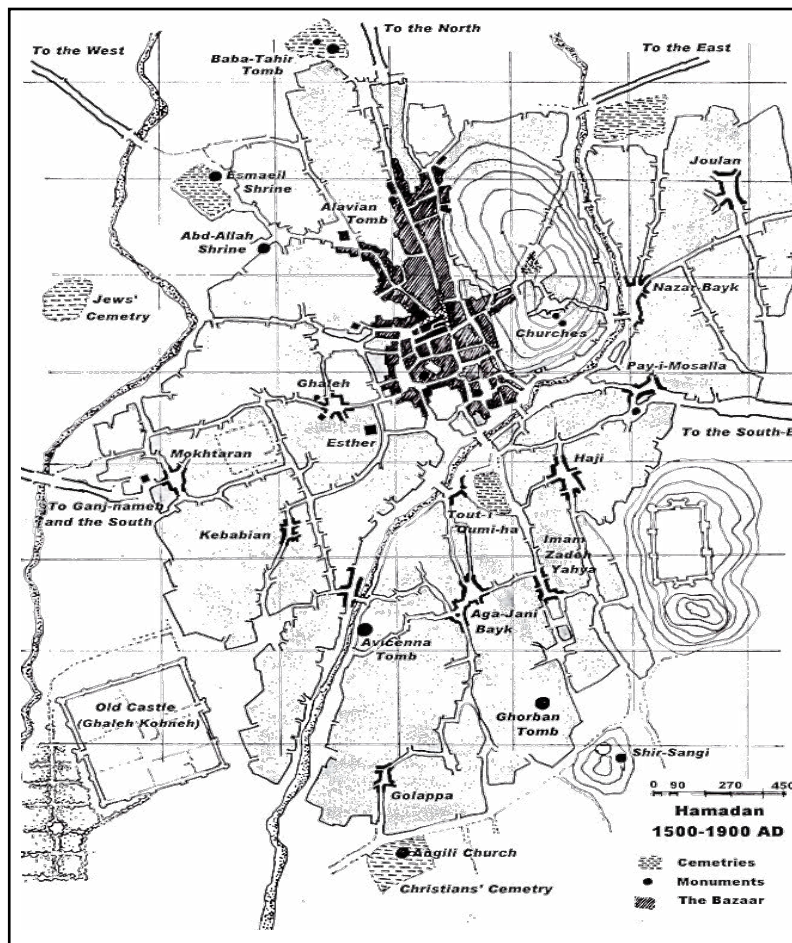 To the West
To the North
To the East
Baba-Tahir
Tomb
Joulan
Esmaeil
Shrine
Alavian
Tomb
Abd-Allah
Shrine
Jews'
Cemetry
Nazar-Bayk
Churches
Pay-i-Mosalla
Ghaleh
Esther
To the South-E
Mokhtaran
Haji
To Ganj-nameh
and the South
Kebabian
Tout-i
Qumi-ha
Imam
Zadeh
Yahya
Aga-Jani
Bayk
Avicenna
Tomb
Old Castle
(Ghaleh Kohneh)
Ghorban
Tomb
Shir-Sangi
Golappa
0 90 270 450
Hamadan
1500-1900 AD
Angili Church
Christians' Cemetry
Cemetries
Monuments
The Bazaar